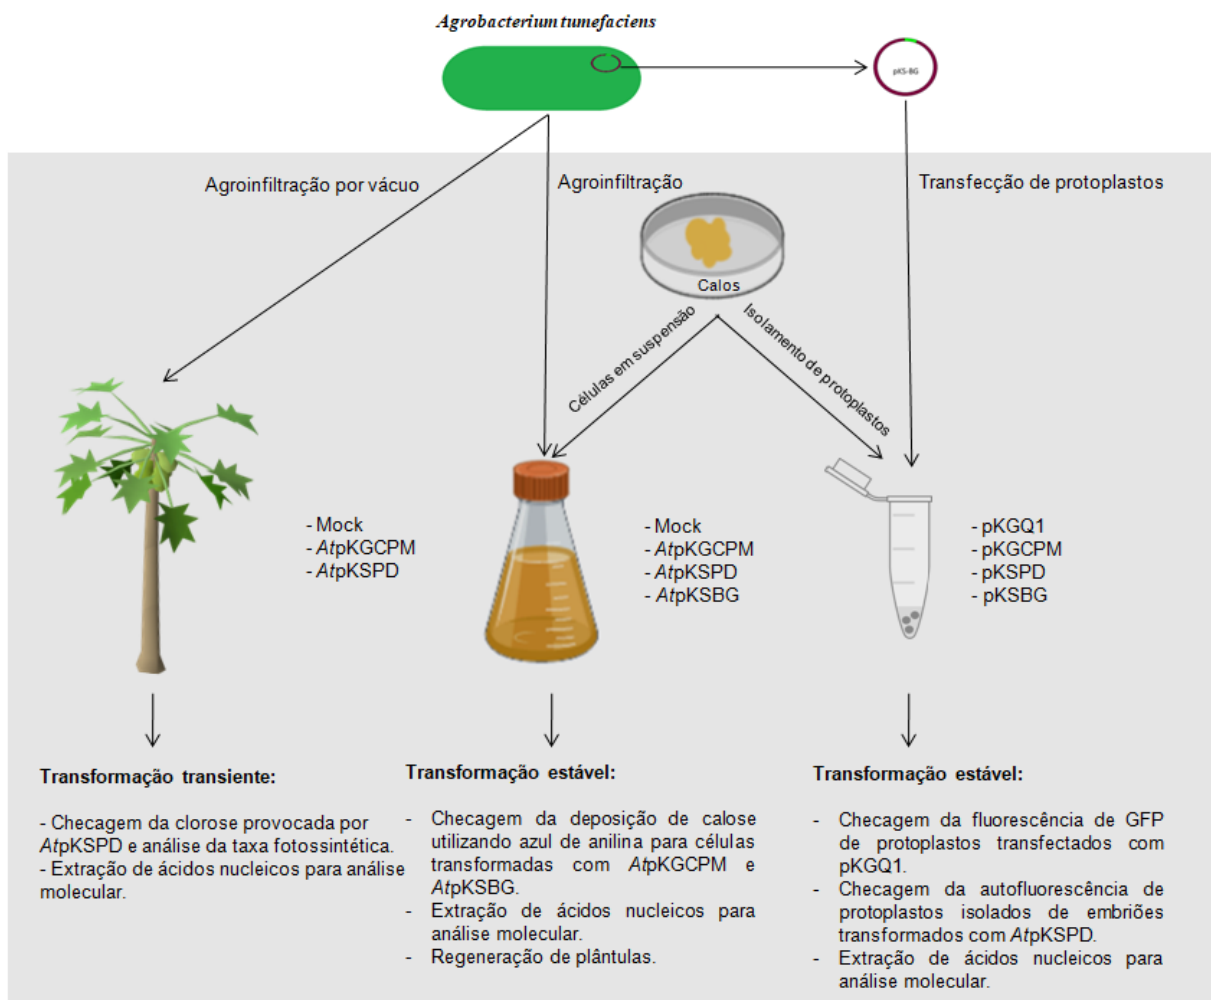 Agrobacterium tumefaciens
pKS-BG
Agroinfiltração por vácuo
Agroinfiltração
Transfecção de protoplastos
Calos
Células em suspensão
Isolamento de protoplastos
- Mock
- AtpKGCPM
- AtpKSPD
- Mock
- AtpKGCPM
- AtpKSPD
- AtpKSBG
- pKGQ1
- pKGCPM
- pKSPD
- pKSBG
Transformação transiente:
- Checagem da clorose provocada por
AtpKSPD e análise da taxa fotossintética.
- Extração de ácidos nucleicos para análise
molecular.
Transformação estável:
- Checagem da deposição de calose
utilizando azul de anilina para células
transformadas com AtpKGCPM e
AtpKSBG.
- Extração de ácidos nucleicos para
análise molecular.
- Regeneração de plântulas.
Transformação estável:
- Checagem da fluorescência de GFP
de protoplastos transfectados com
pKGQ1.
- Checagem da autofluorescência de
protoplastos isolados de embriões
transformados com AtpKSPD.
- Extração de ácidos nucleicos para
análise molecular.